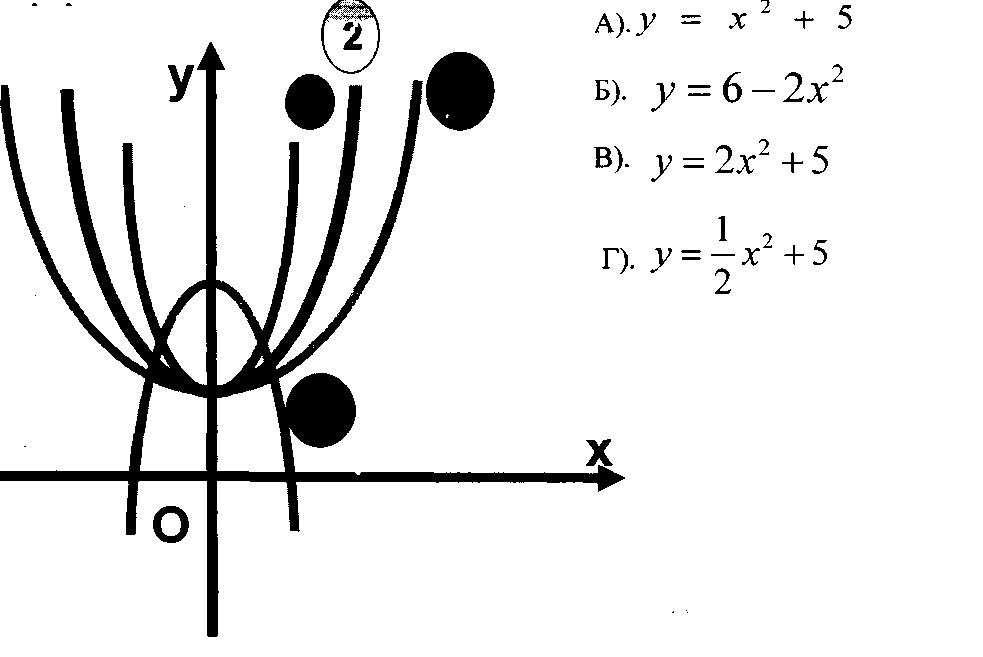 2
y
x
O
А). y = x² + 5
Б). y = 6 − 2x²
В). y = 2x² + 5
Г). y = 1/2 x² + 5